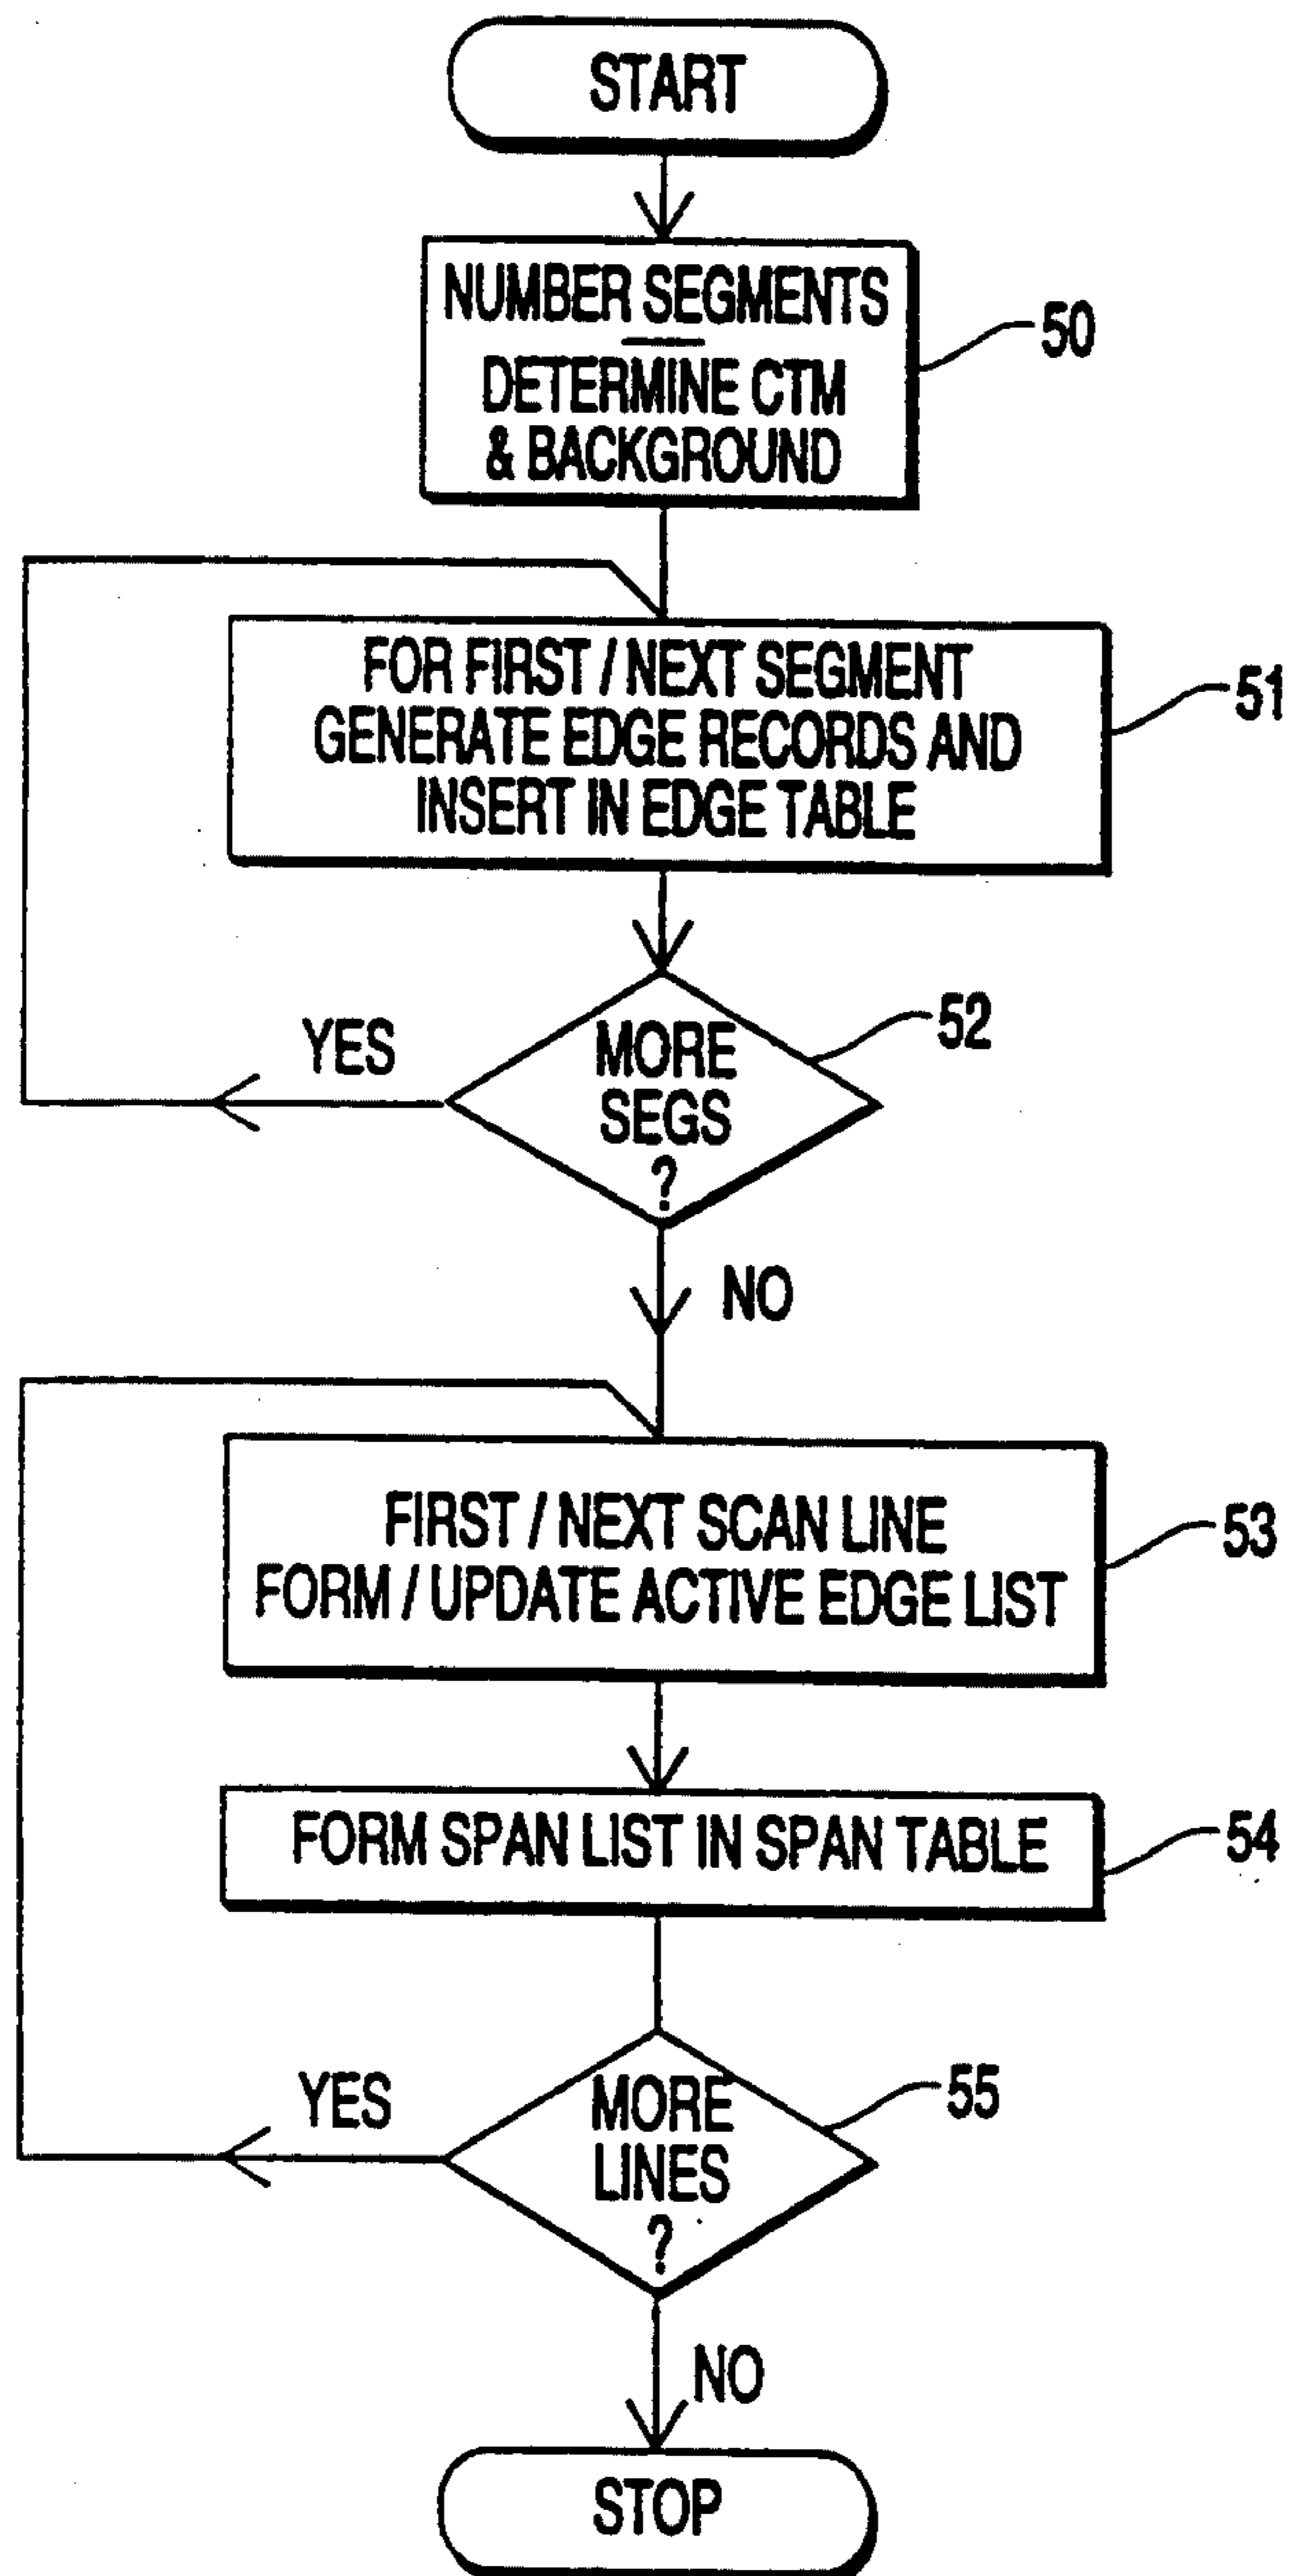 START
NUMBER SEGMENTS
DETERMINE CTM
& BACKGROUND
50
FOR FIRST / NEXT SEGMENT
GENERATE EDGE RECORDS AND
INSERT IN EDGE TABLE
51
MORE
SEGS
?
52
YES
NO
FIRST / NEXT SCAN LINE
FORM / UPDATE ACTIVE EDGE LIST
53
FORM SPAN LIST IN SPAN TABLE
54
MORE
LINES
?
55
YES
NO
STOP